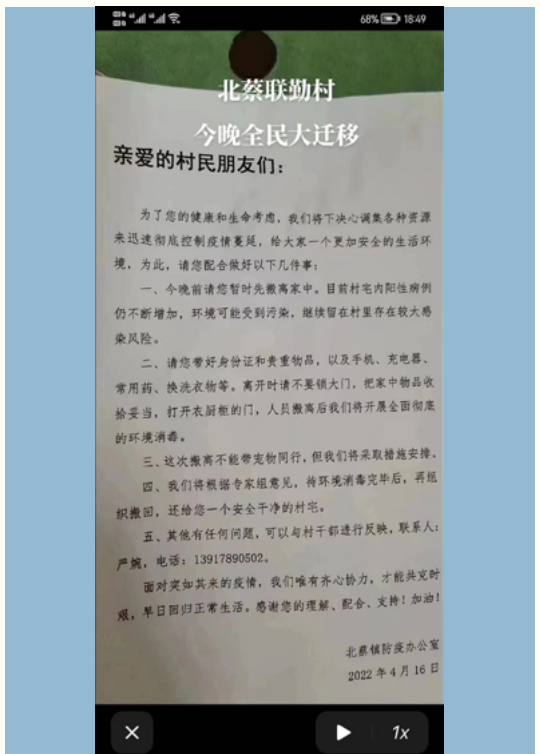 68% 18:49
北蔡联勤村
今晚全民大迁移
亲爱的村民朋友们：
为了您的健康和生命考虑，我们将下决心调集各种资源
来迅速彻底控制疫情蔓延，给大家一个更加安全的生活环
境，为此，请您配合做好以下几件事：
一、今晚前请您暂时先搬离家中。目前村宅内阳性病例
仍不断增加，环境可能受到污染，继续留在村里存在较大感
染风险。
二、请您带好身份证和贵重物品，以及手机、充电器、
常用药、换洗衣物等。离开时请不要锁大门，把家中物品收
拾妥当，打开衣厨柜的门，人员搬离后我们将开展全面彻底
的环境消毒。
三、这次搬离不能带宠物同行，但我们将采取措施安排。
四、我们将根据专家组意见，待环境消毒完毕后，再组
织搬回，还给您一个安全干净的村宅。
五、其他有任何问题，可以与村干部进行反映，联系人：
严婉，电话：13917890502。
面对突如其来的疫情，我们唯有齐心协力，才能共克时
艰，早日回归正常生活。感谢您的理解、配合、支持！加油！
北蔡镇防疫办公室
2022 年 4 月 16 日
1x